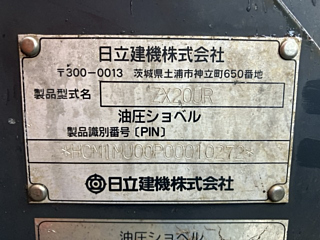 日立建機株式会社
〒300-0013 茨城県土浦市神立町650番地
製品型式名 ZX20UR
油圧ショベル
製品識別番号〔PIN〕
*HCM1MU00P00010272*
日立建機株式会社
油圧ショベル